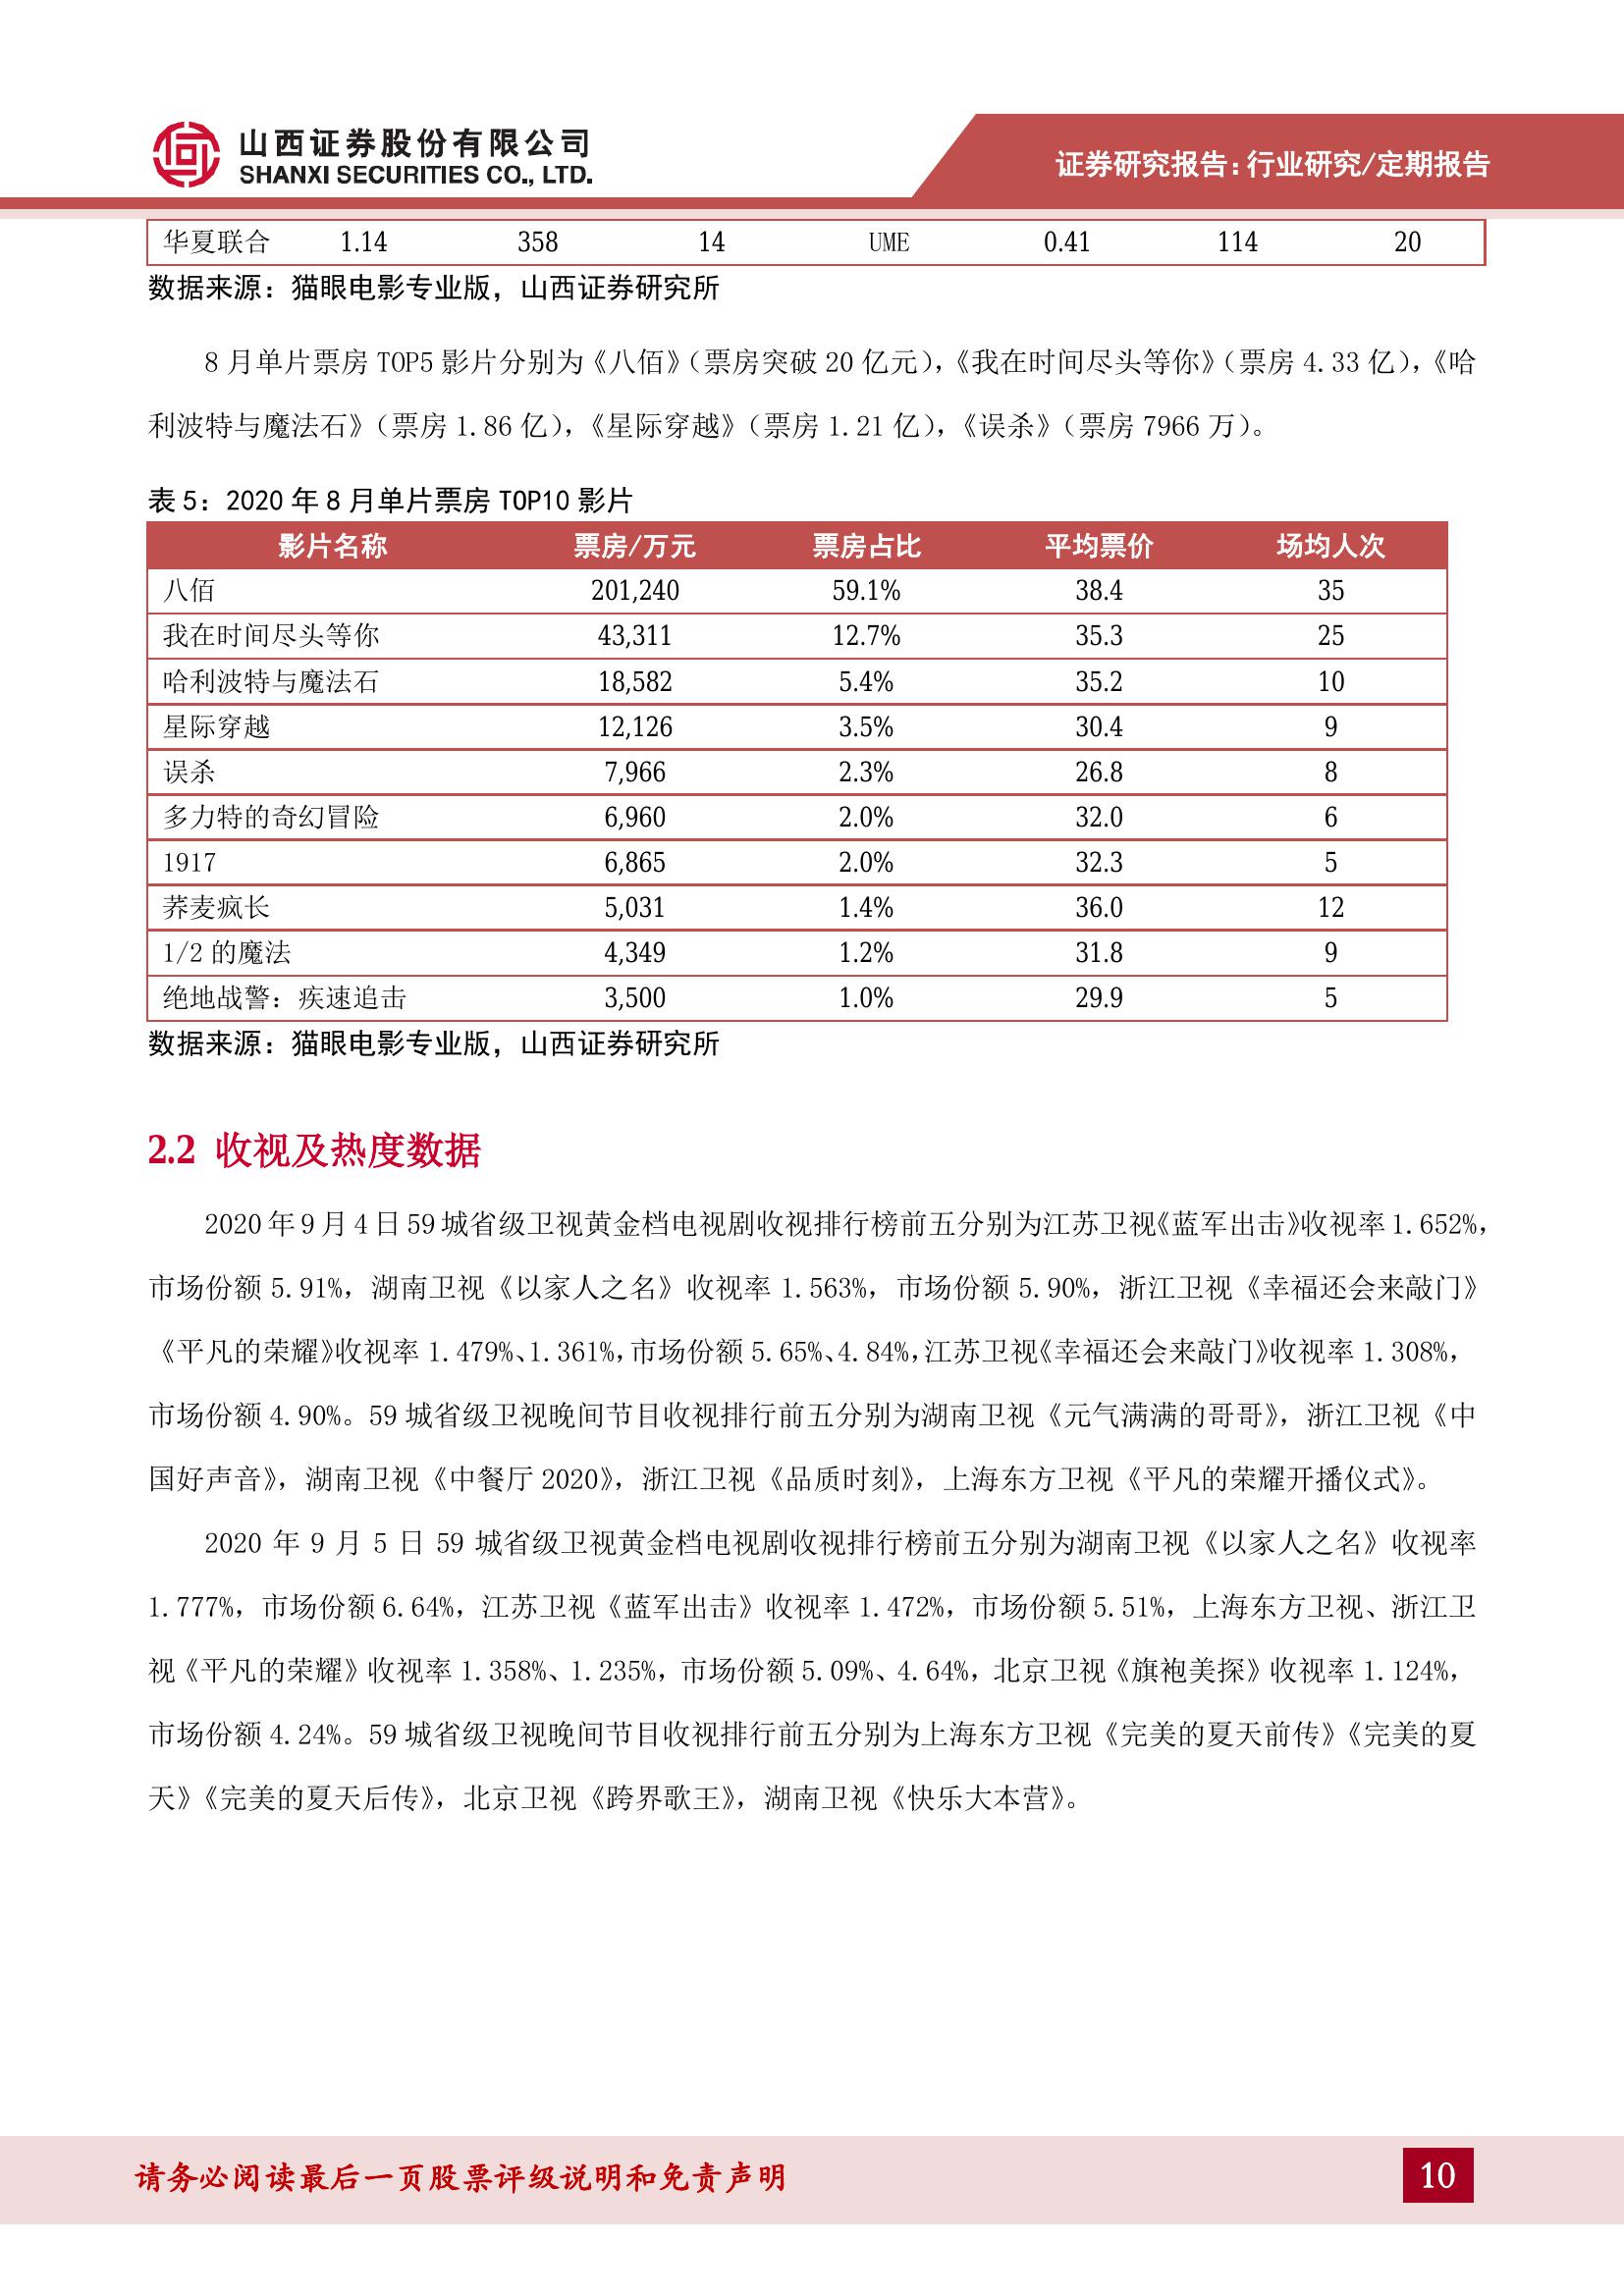 山西证券股份有限公司
SHANXI SECURITIES CO., LTD.
证券研究报告：行业研究/定期报告
华夏联合 1.14 358 14 UME 0.41 114 20
数据来源：猫眼电影专业版，山西证券研究所
8 月单片票房 TOP5 影片分别为《八佰》（票房突破 20 亿元），《我在时间尽头等你》（票房 4.33 亿），《哈
利波特与魔法石》（票房 1.86 亿），《星际穿越》（票房 1.21 亿），《误杀》（票房 7966 万）。
表 5：2020 年 8 月单片票房 TOP10 影片
影片名称 票房/万元 票房占比 平均票价 场均人次
八佰 201,240 59.1% 38.4 35
我在时间尽头等你 43,311 12.7% 35.3 25
哈利波特与魔法石 18,582 5.4% 35.2 10
星际穿越 12,126 3.5% 30.4 9
误杀 7,966 2.3% 26.8 8
多力特的奇幻冒险 6,960 2.0% 32.0 6
1917 6,865 2.0% 32.3 5
荞麦疯长 5,031 1.4% 36.0 12
1/2 的魔法 4,349 1.2% 31.8 9
绝地战警：疾速追击 3,500 1.0% 29.9 5
数据来源：猫眼电影专业版，山西证券研究所
2.2 收视及热度数据
2020 年 9 月 4 日 59 城省级卫视黄金档电视剧收视排行榜前五分别为江苏卫视《蓝军出击》收视率 1.652%，
市场份额 5.91%，湖南卫视《以家人之名》收视率 1.563%，市场份额 5.90%，浙江卫视《幸福还会来敲门》
《平凡的荣耀》收视率 1.479%、1.361%，市场份额 5.65%、4.84%，江苏卫视《幸福还会来敲门》收视率 1.308%，
市场份额 4.90%。59 城省级卫视晚间节目收视排行前五分别为湖南卫视《元气满满的哥哥》，浙江卫视《中
国好声音》，湖南卫视《中餐厅 2020》，浙江卫视《品质时刻》，上海东方卫视《平凡的荣耀开播仪式》。
2020 年 9 月 5 日 59 城省级卫视黄金档电视剧收视排行榜前五分别为湖南卫视《以家人之名》收视率
1.777%，市场份额 6.64%，江苏卫视《蓝军出击》收视率 1.472%，市场份额 5.51%，上海东方卫视、浙江卫
视《平凡的荣耀》收视率 1.358%、1.235%，市场份额 5.09%、4.64%，北京卫视《旗袍美探》收视率 1.124%，
市场份额 4.24%。59 城省级卫视晚间节目收视排行前五分别为上海东方卫视《完美的夏天前传》《完美的夏
天》《完美的夏天后传》，北京卫视《跨界歌王》，湖南卫视《快乐大本营》。
请务必阅读最后一页股票评级说明和免责声明
10